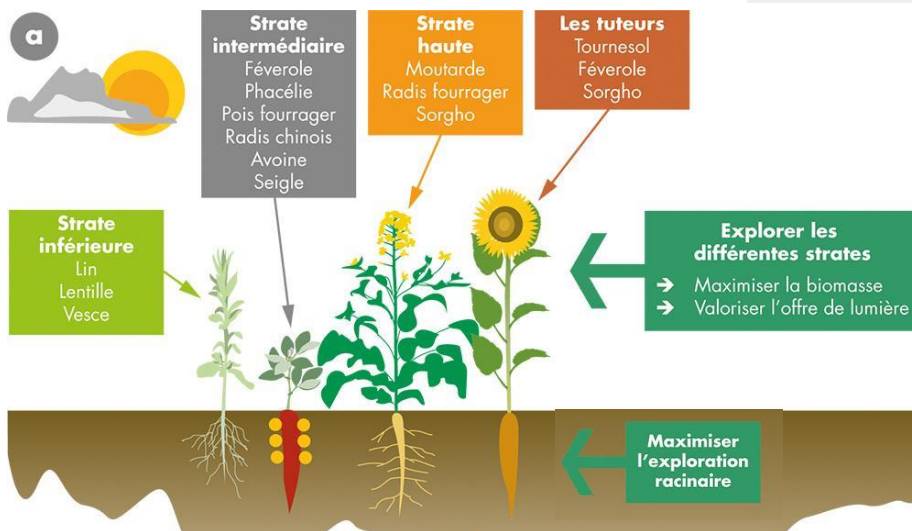 a
Strate
intermédiaire
Féverole
Phacélie
Pois fourrager
Radis chinois
Avoine
Seigle
Strate
haute
Moutarde
Radis fourrager
Sorgho
Les tuteurs
Tournesol
Féverole
Sorgho
Strate
inférieure
Lin
Lentille
Vesce
Explorer les
différentes strates
➔ Maximiser la biomasse
➔ Valoriser l’offre de lumière
Maximiser
l’exploration
racinaire